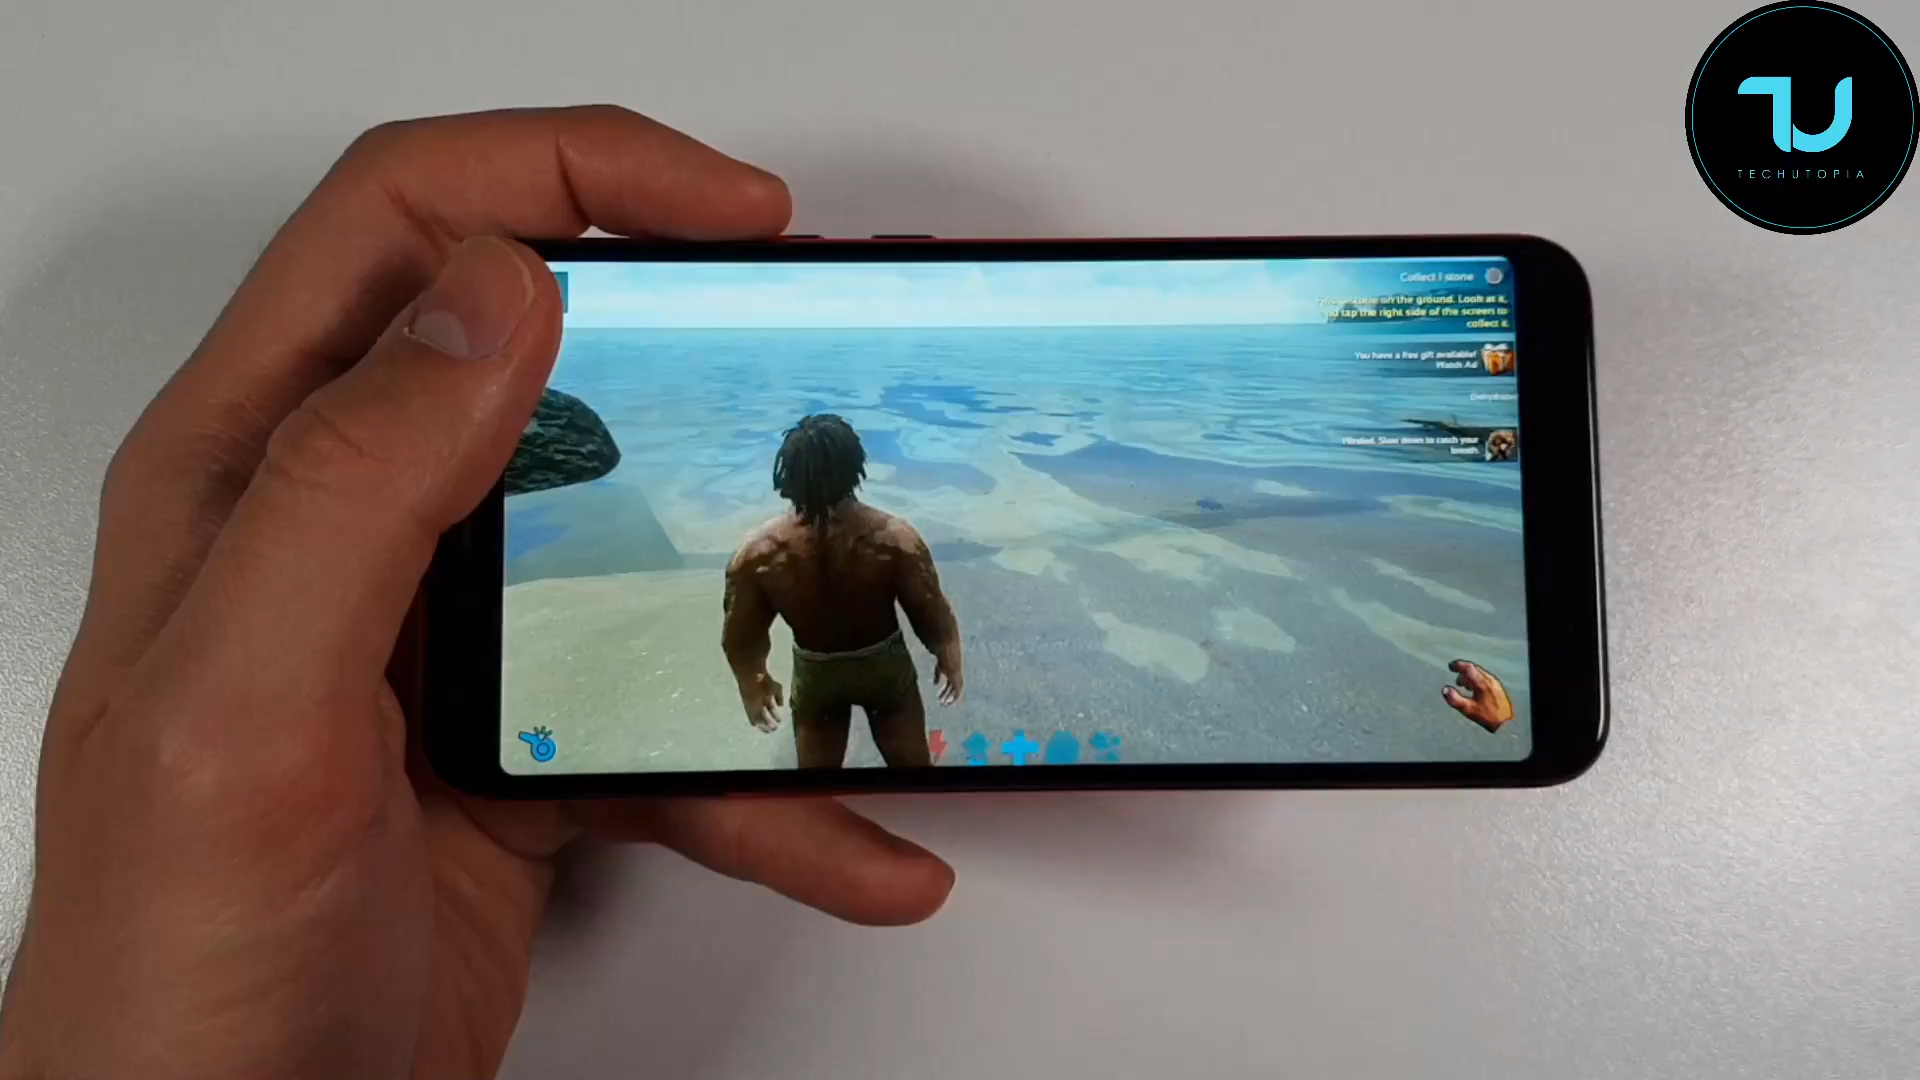 TU
TECHUTOPIA
Collect 1 stone
on the ground. Look at it,
tap the right side of the screen to
collect it.
You have a free gift available!
Watch Ad
Winded. Slow down to catch your
breath.